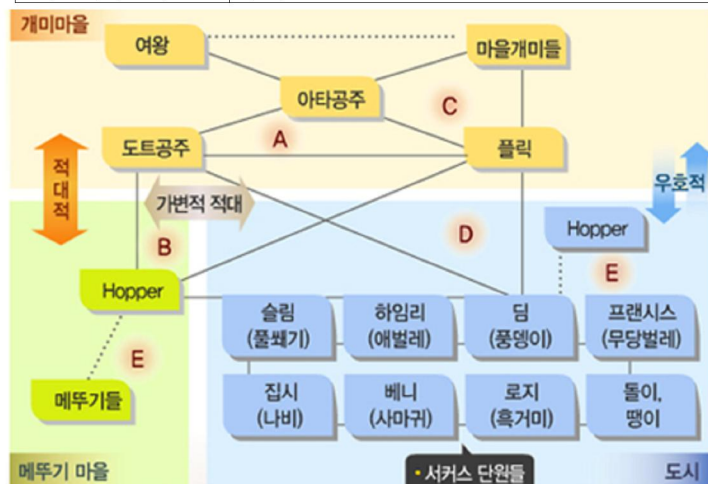 개미마을
여왕
마을개미들
아타공주
C
A
도트공주
플릭
적대적
가변적 적대
우호적
B
D
Hopper
Hopper
E
슬림
(풀쐐기)
하임리
(애벌레)
딤
(풍뎅이)
프랜시스
(무당벌레)
E
메뚜기들
집시
(나비)
베니
(사마귀)
로지
(흑거미)
돌이,
땡이
메뚜기 마을
• 서커스 단원들
도시